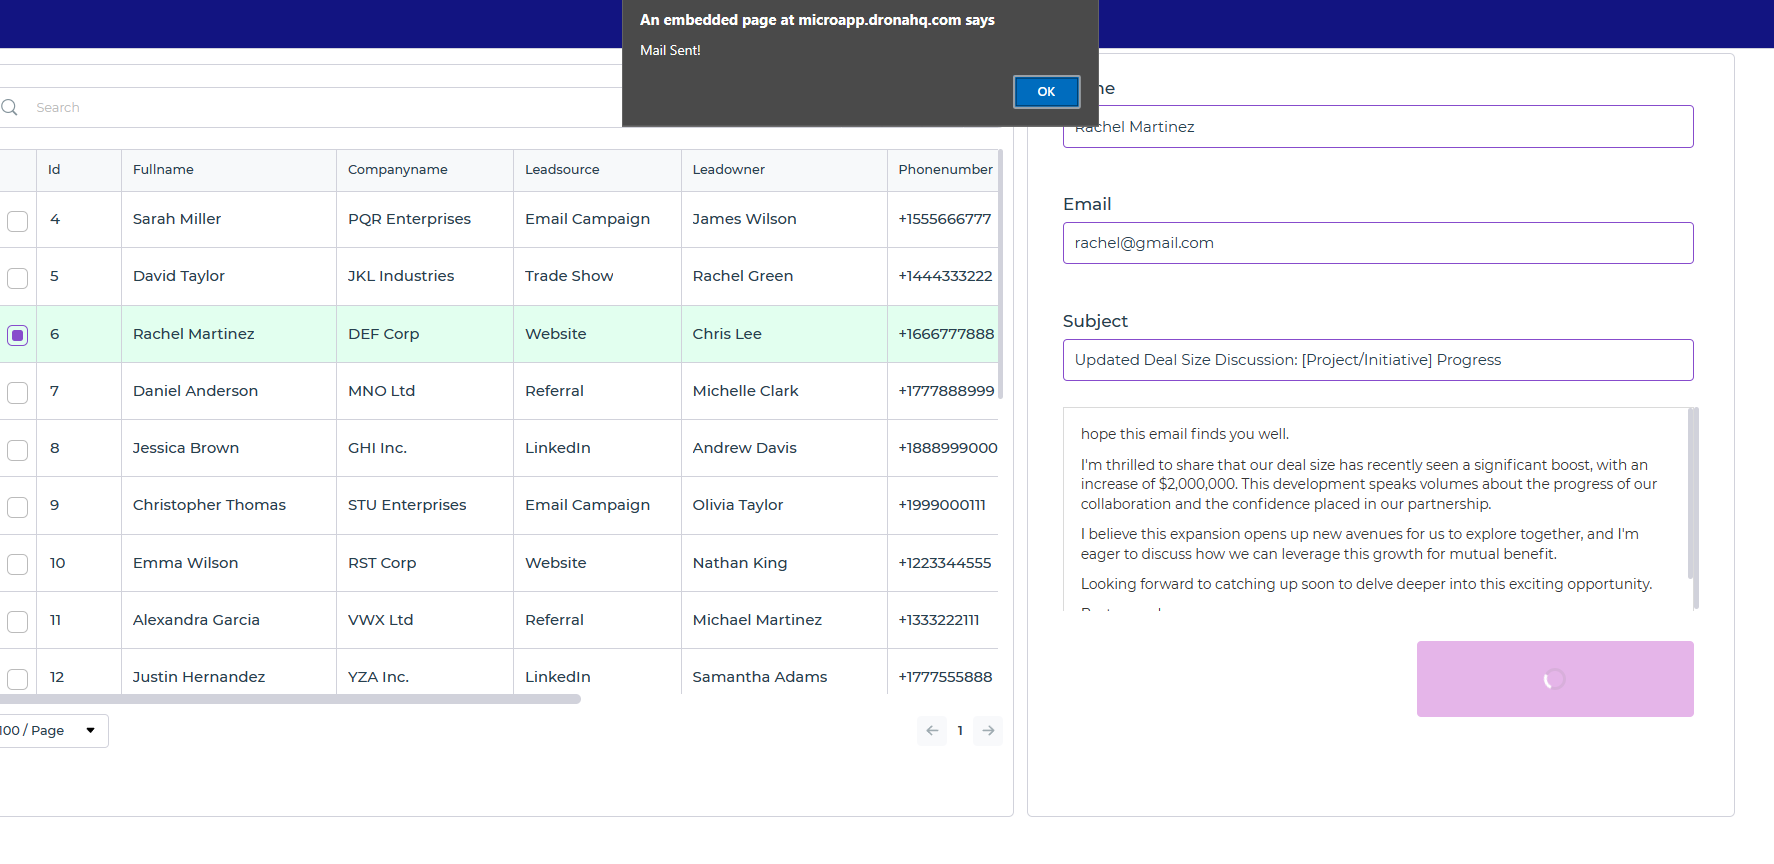 An embedded page at microapp.dronahq.com says
Mail Sent!
OK
Search
Id Fullname Companyname Leadsource Leadowner Phonenumber
4 Sarah Miller PQR Enterprises Email Campaign James Wilson +1555666777
5 David Taylor JKL Industries Trade Show Rachel Green +1444333222
6 Rachel Martinez DEF Corp Website Chris Lee +1666777888
7 Daniel Anderson MNO Ltd Referral Michelle Clark +1777888999
8 Jessica Brown GHI Inc. LinkedIn Andrew Davis +1888999000
9 Christopher Thomas STU Enterprises Email Campaign Olivia Taylor +1999000111
10 Emma Wilson RST Corp Website Nathan King +1223344555
11 Alexandra Garcia VWX Ltd Referral Michael Martinez +1333222111
12 Justin Hernandez YZA Inc. LinkedIn Samantha Adams +1777555888
100 / Page
1
Rachel Martinez
Email
rachel@gmail.com
Subject
Updated Deal Size Discussion: [Project/Initiative] Progress
hope this email finds you well.
I'm thrilled to share that our deal size has recently seen a significant boost, with an
increase of $2,000,000. This development speaks volumes about the progress of our
collaboration and the confidence placed in our partnership.
I believe this expansion opens up new avenues for us to explore together, and I'm
eager to discuss how we can leverage this growth for mutual benefit.
Looking forward to catching up soon to delve deeper into this exciting opportunity.